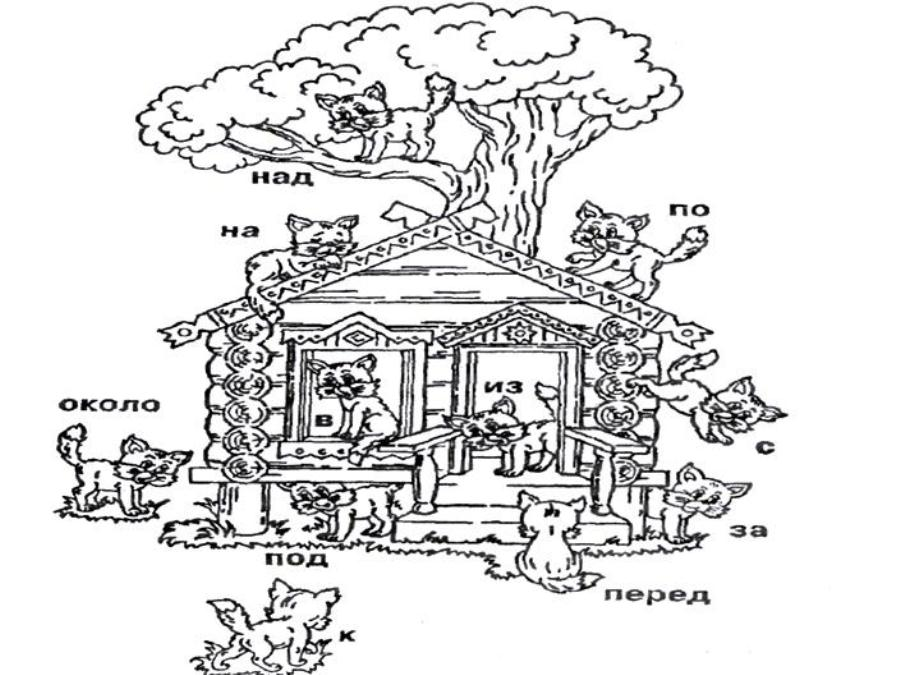 над
на
по
из
в
около
с
за
под
перед
к